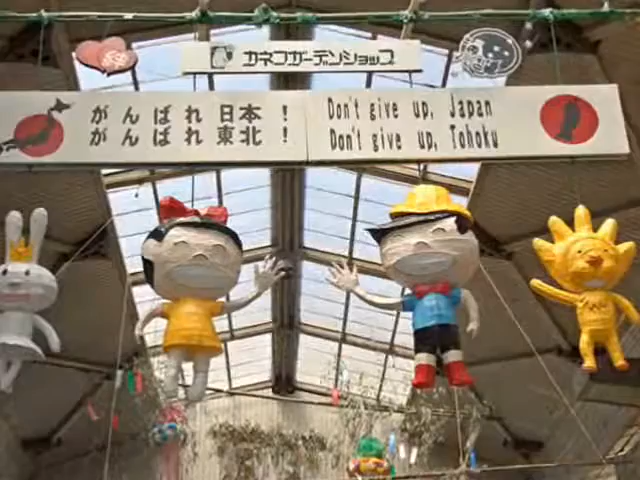 カネコガーデンショップ
がんばれ 日本！
がんばれ 東北！
Don't give up, Japan
Don't give up, Tohoku